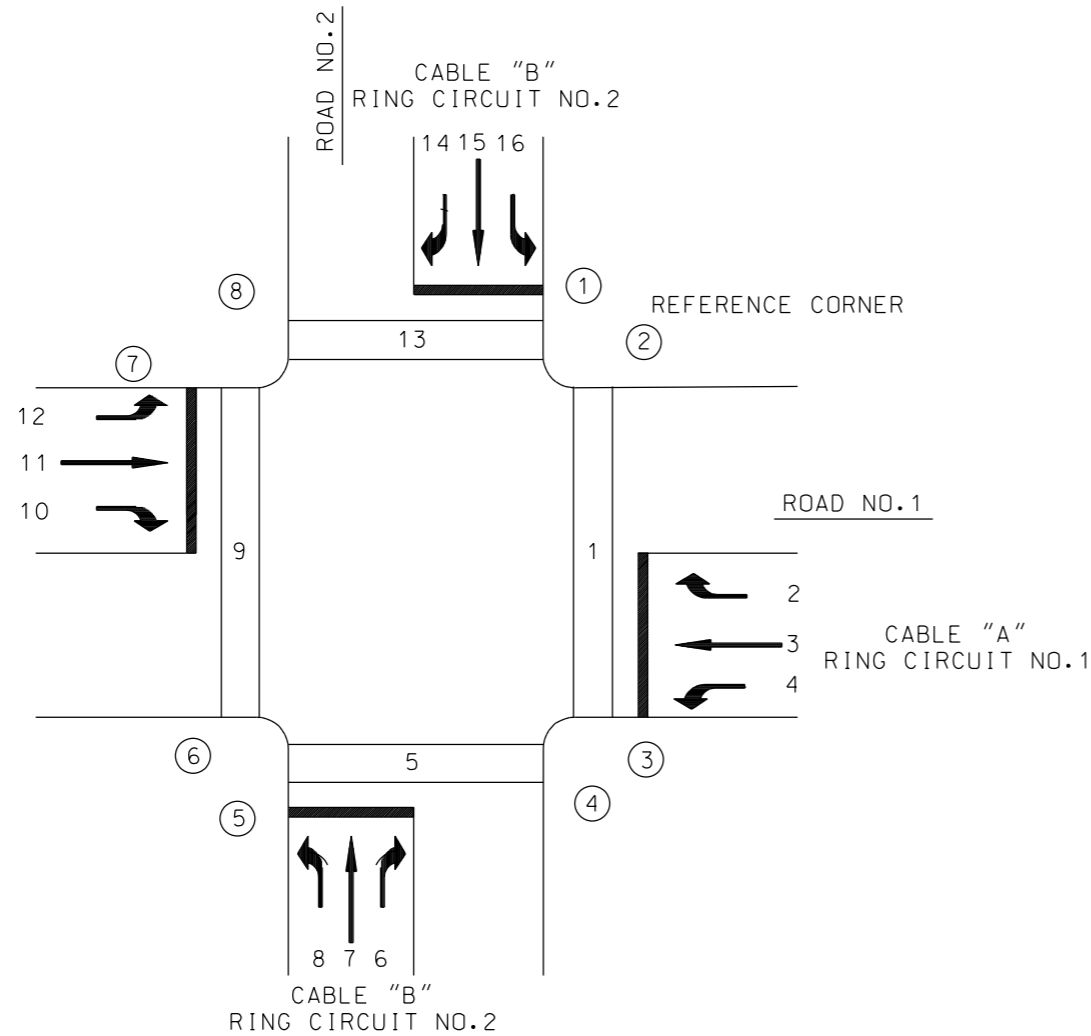 ROAD NO.2
CABLE "B"
RING CIRCUIT NO.2
14 15 16
8
1
REFERENCE CORNER
13
2
7
12
11
10
9
1
ROAD NO.1
2
3
4
CABLE "A"
RING CIRCUIT NO.1
6
5
3
5
4
8 7 6
CABLE "B"
RING CIRCUIT NO.2